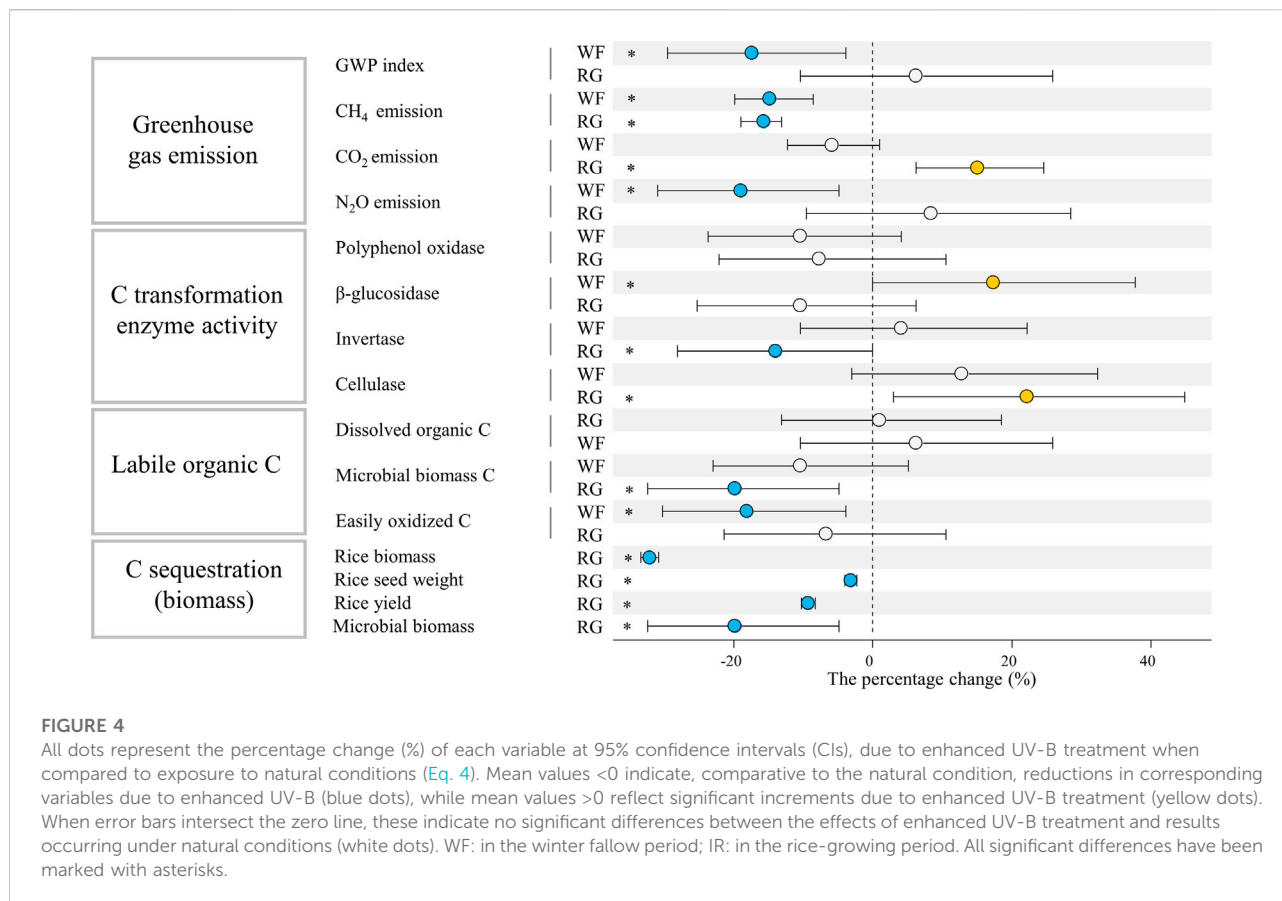 Greenhouse
gas emission
GWP index
WF *
RG
CH₄ emission
WF *
RG *
CO₂ emission
WF
RG *
N₂O emission
WF *
RG
C transformation
enzyme activity
Polyphenol oxidase
WF
RG
β-glucosidase
WF *
RG
Invertase
WF
RG *
Cellulase
WF
RG *
Labile organic C
Dissolved organic C
RG
WF
Microbial biomass C
WF
RG *
Easily oxidized C
WF *
RG
C sequestration
(biomass)
Rice biomass RG *
Rice seed weight RG *
Rice yield RG *
Microbial biomass RG *
-20 0 20 40
The percentage change (%)
FIGURE 4
All dots represent the percentage change (%) of each variable at 95% confidence intervals (CIs), due to enhanced UV-B treatment when
compared to exposure to natural conditions (Eq. 4). Mean values <0 indicate, comparative to the natural condition, reductions in corresponding
variables due to enhanced UV-B (blue dots), while mean values >0 reflect significant increments due to enhanced UV-B treatment (yellow dots).
When error bars intersect the zero line, these indicate no significant differences between the effects of enhanced UV-B treatment and results
occurring under natural conditions (white dots). WF: in the winter fallow period; IR: in the rice-growing period. All significant differences have been
marked with asterisks.